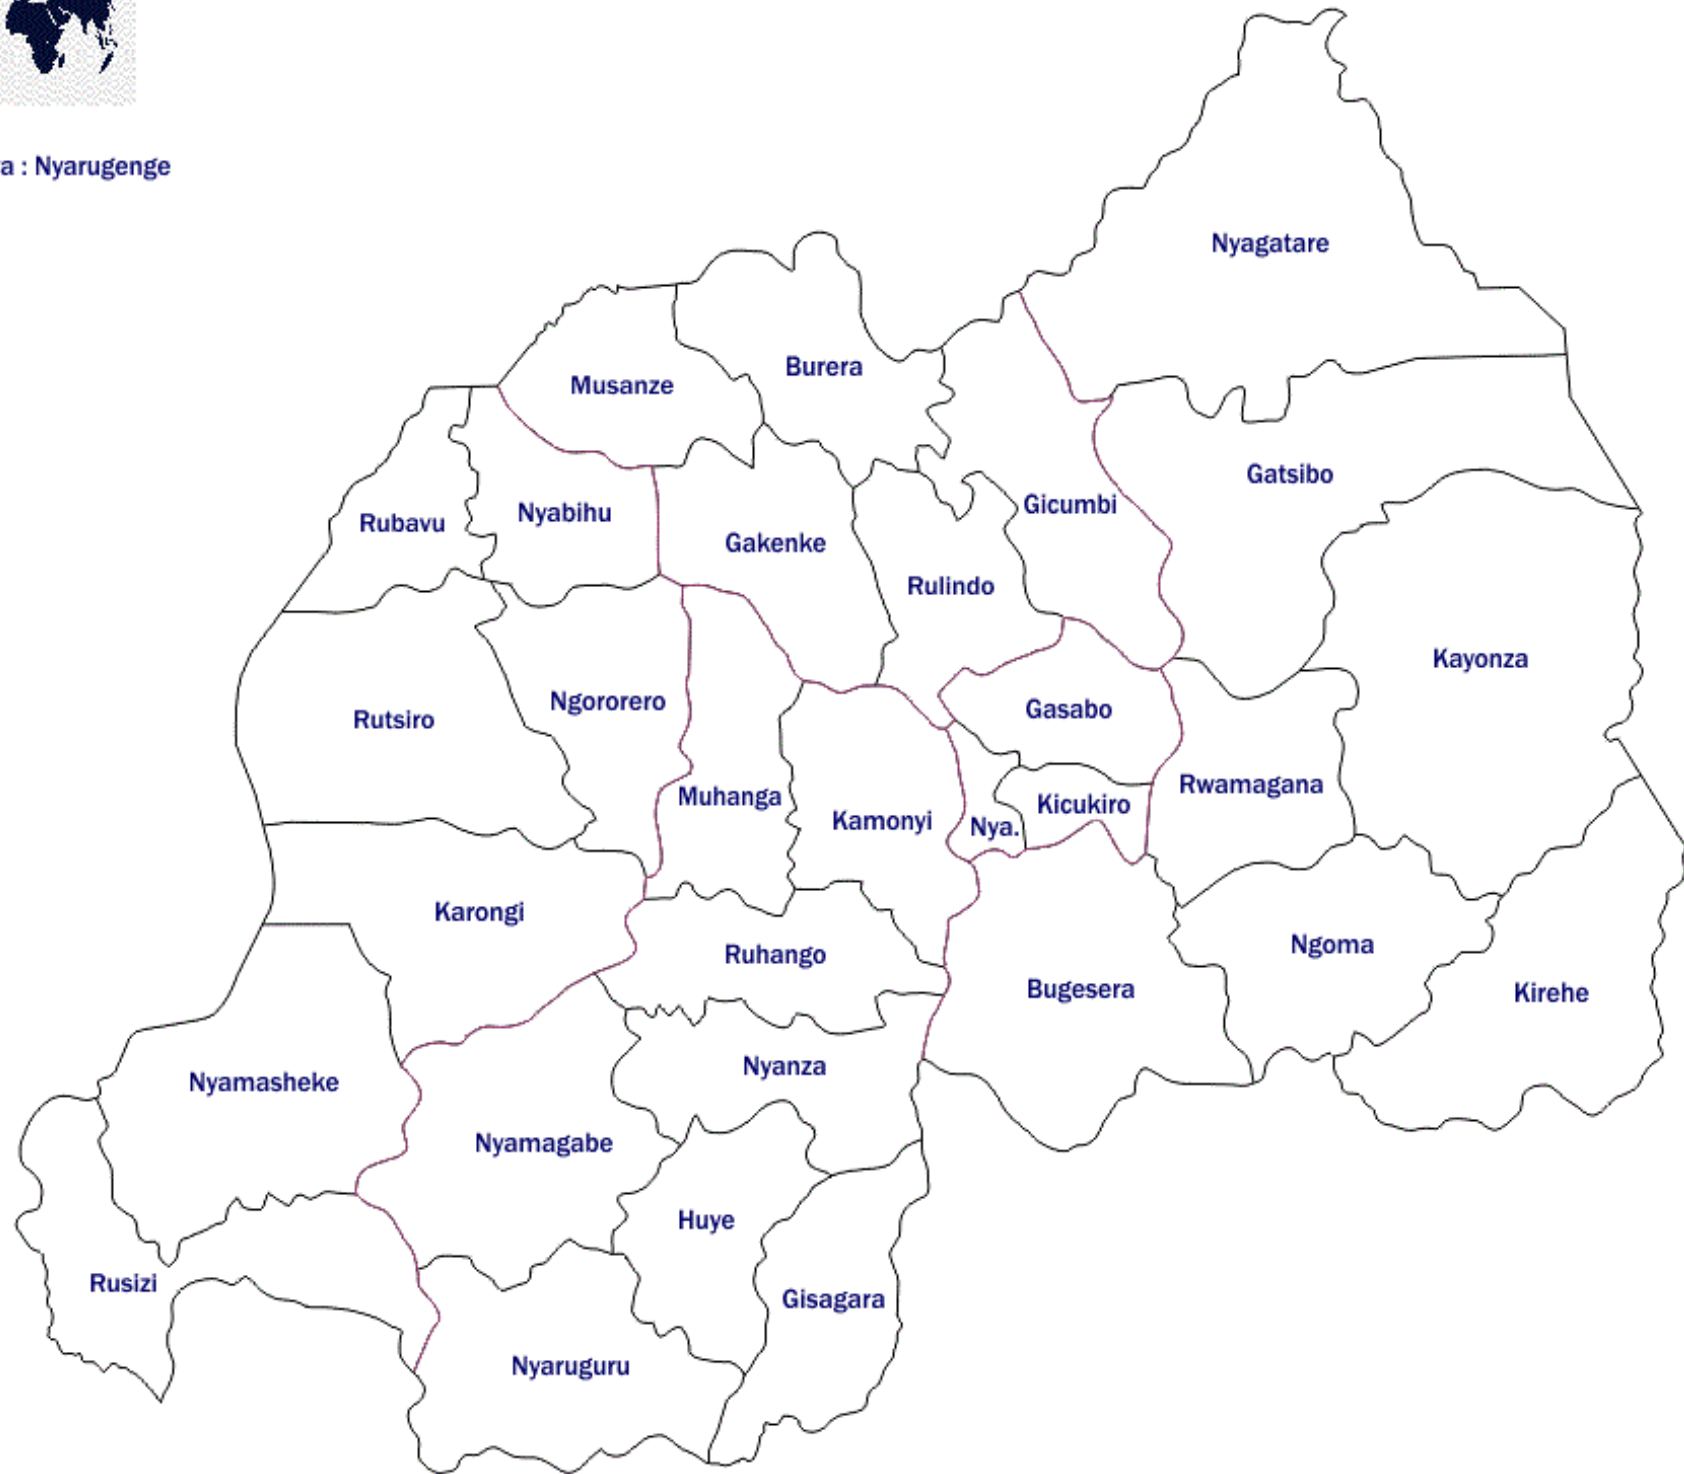 a : Nyarugenge
Nyagatare
Burera
Musanze
Gatsibo
Gicumbi
Nyabihu
Rubavu
Gakenke
Rulindo
Kayonza
Ngororero
Gasabo
Rutsiro
Rwamagana
Muhanga
Kicukiro
Kamonyi
Nya.
Karongi
Ngoma
Ruhango
Bugesera
Kirehe
Nyanza
Nyamasheke
Nyamagabe
Huye
Rusizi
Gisagara
Nyaruguru